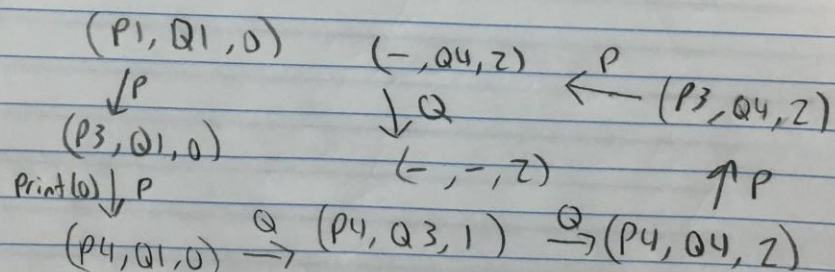 (P1, Q1, 0)
↓P
(P3, Q1, 0)
Print(0)↓P
(P4, Q1, 0) Q→ (P4, Q3, 1) Q→ (P4, Q4, 2)
↑P
(P3, Q4, 2)
←P
(-, Q4, 2)
↓Q
(-, -, 2)